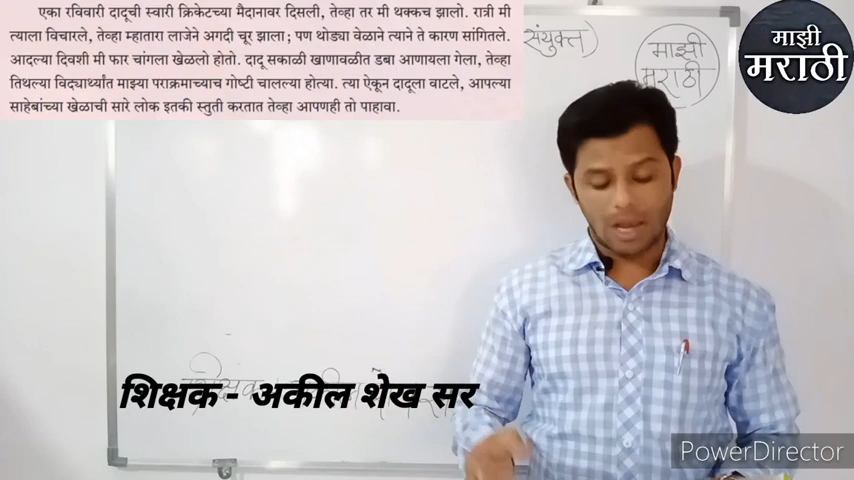 एका रविवारी दादूची स्वारी क्रिकेटच्या मैदानावर दिसली, तेव्हा तर मी थक्कच झालो. रात्री मी
त्याला विचारले, तेव्हा म्हातारा लाजेने अगदी चूर झाला; पण थोड्या वेळाने त्याने ते कारण सांगितले.
आदल्या दिवशी मी फार चांगला खेळलो होतो. दादू सकाळी खाणावळीत डबा आणायला गेला, तेव्हा
तिथल्या विद्यार्थ्यांत माझ्या पराक्रमाच्याच गोष्टी चालल्या होत्या. त्या ऐकून दादूला वाटले, आपल्या
साहेबांच्या खेळाची सारे लोक इतकी स्तुती करतात तेव्हा आपणही तो पाहावा.
संयुक्त)
माझी
मराठी
माझी
मराठी
शिक्षक - अकील शेख सर
PowerDirector